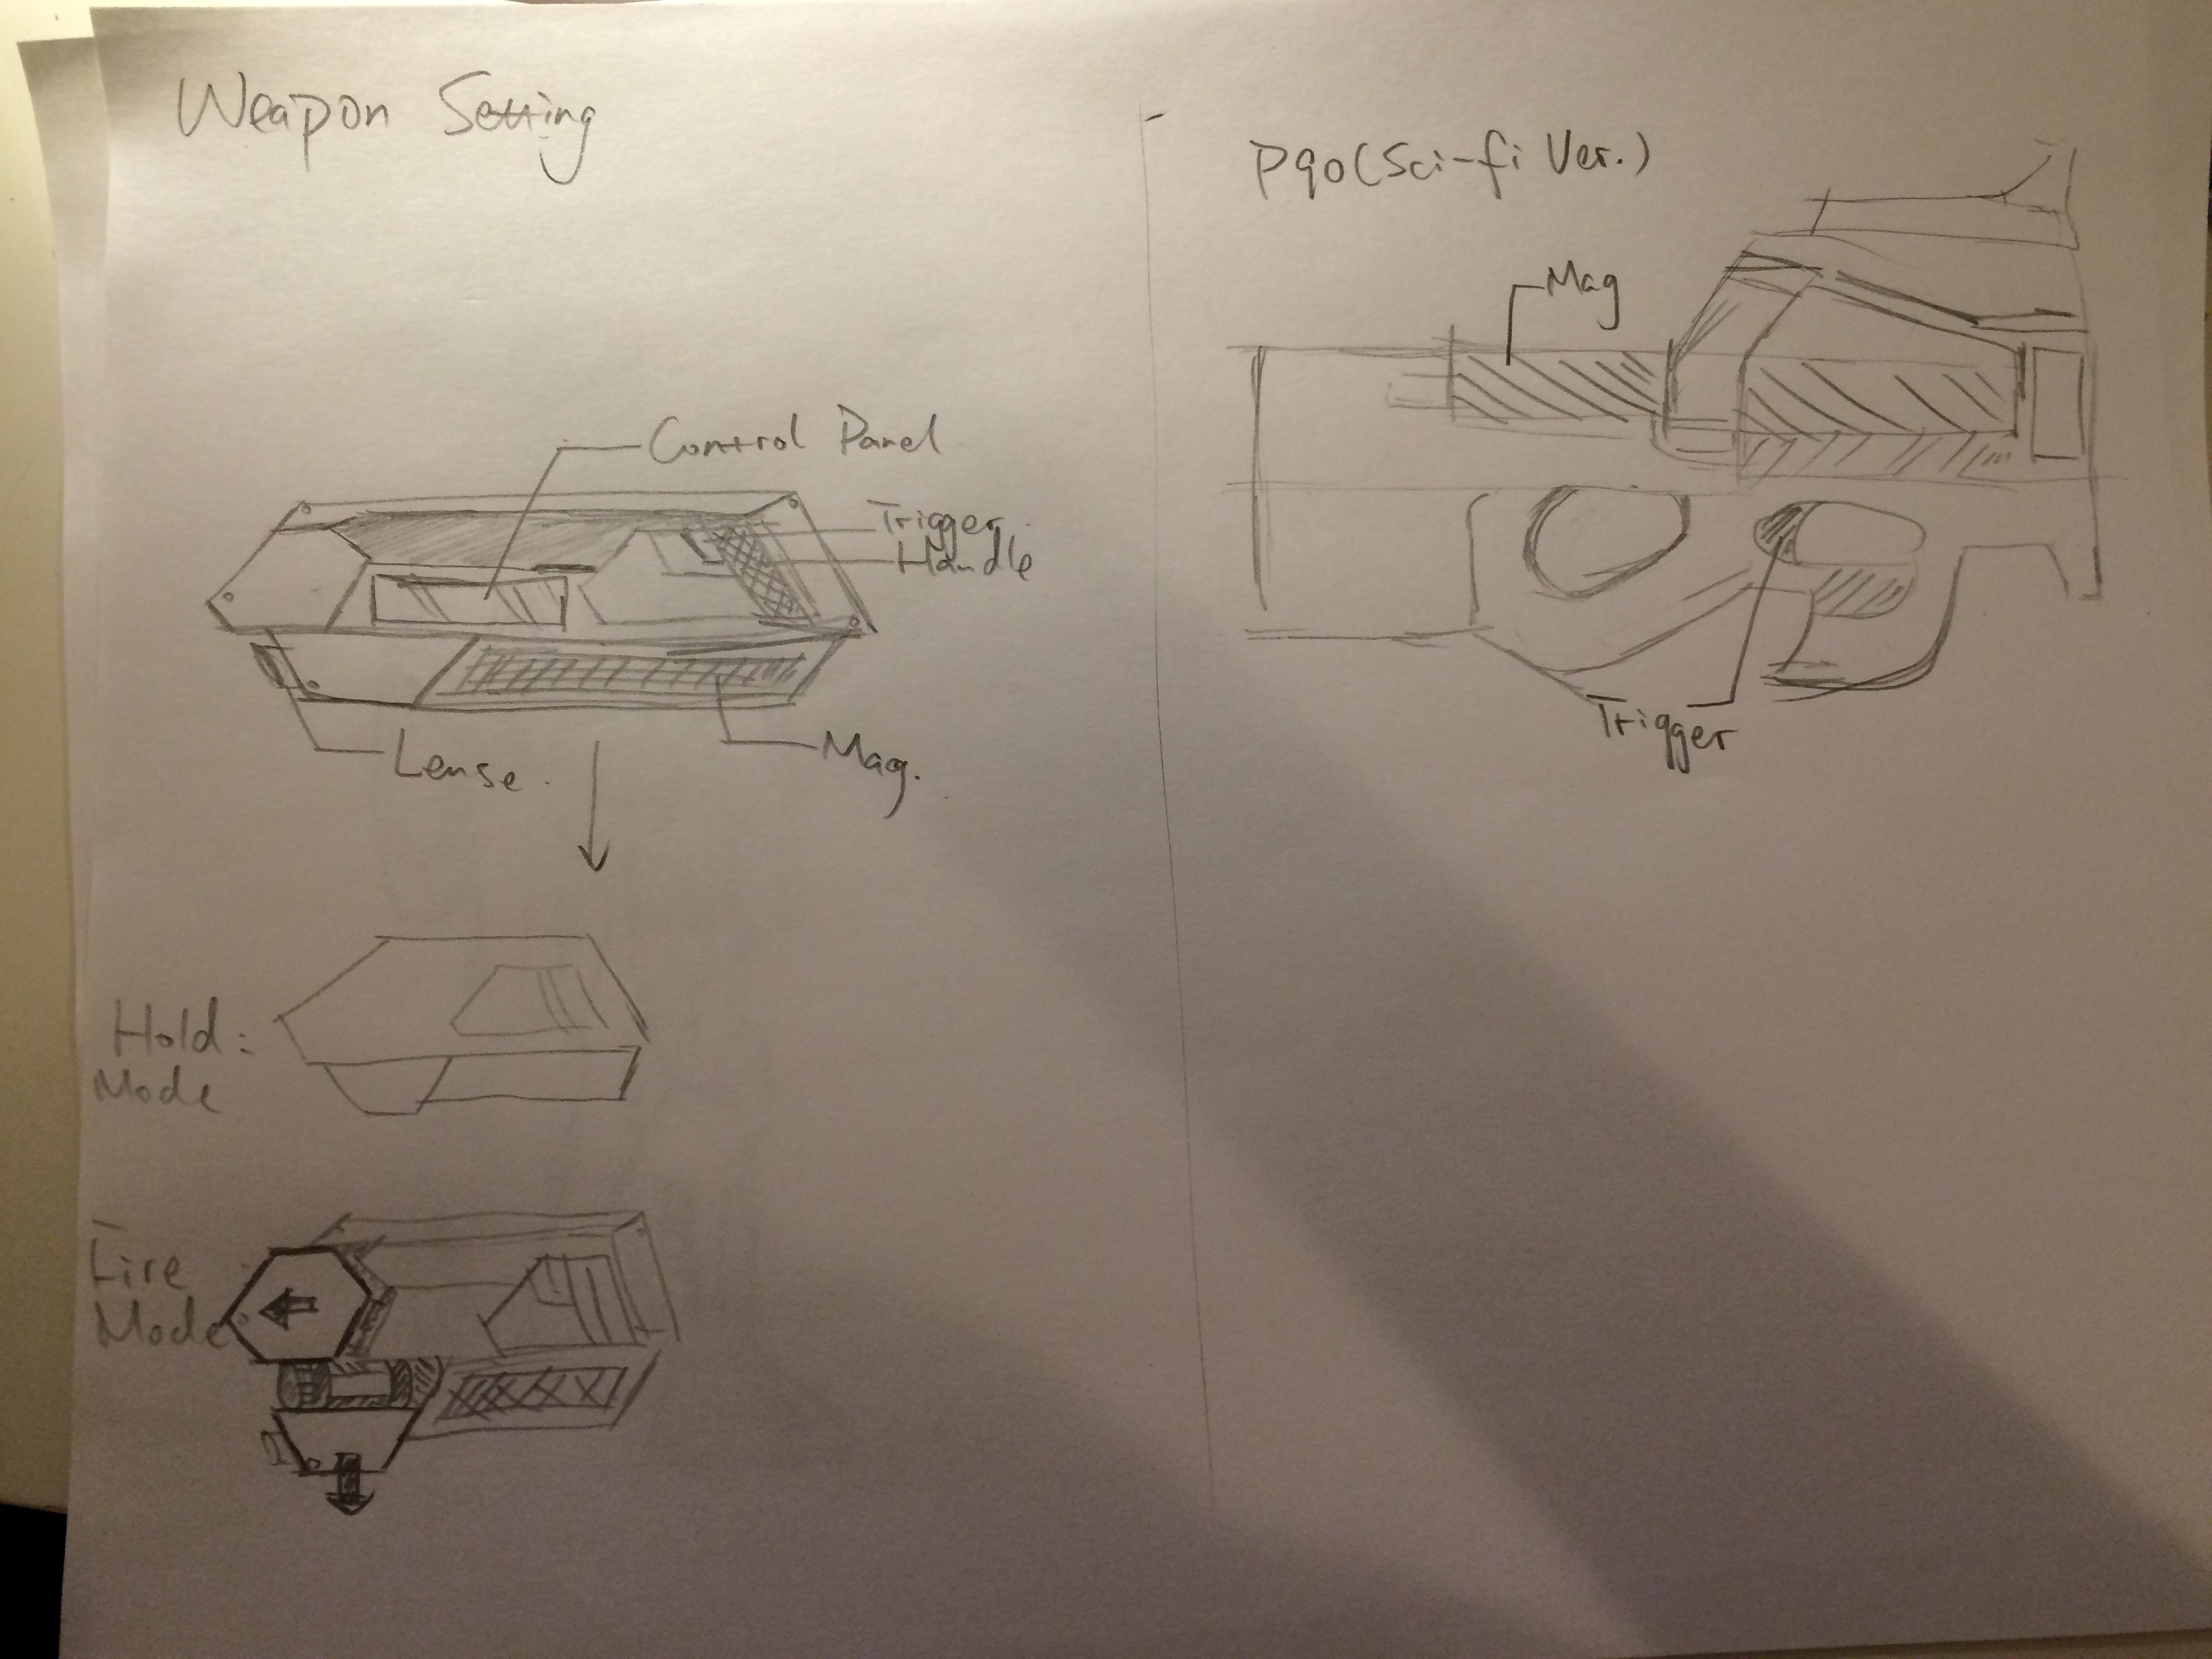 Weapon Setting
Control Panel
Trigger
Handle
Lense.
Mag.
Hold:
Mode
Fire
Mode
P90(Sci-fi Ver.)
Mag
Trigger